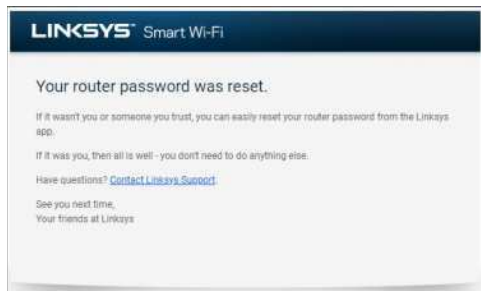 LINKSYS™ Smart Wi-Fi
Your router password was reset.
If it wasn't you or someone you trust, you can easily reset your router password from the Linksys
app.
If it was you, then all is well - you don't need to do anything else.
Have questions? Contact Linksys Support.
See you next time,
Your friends at Linksys